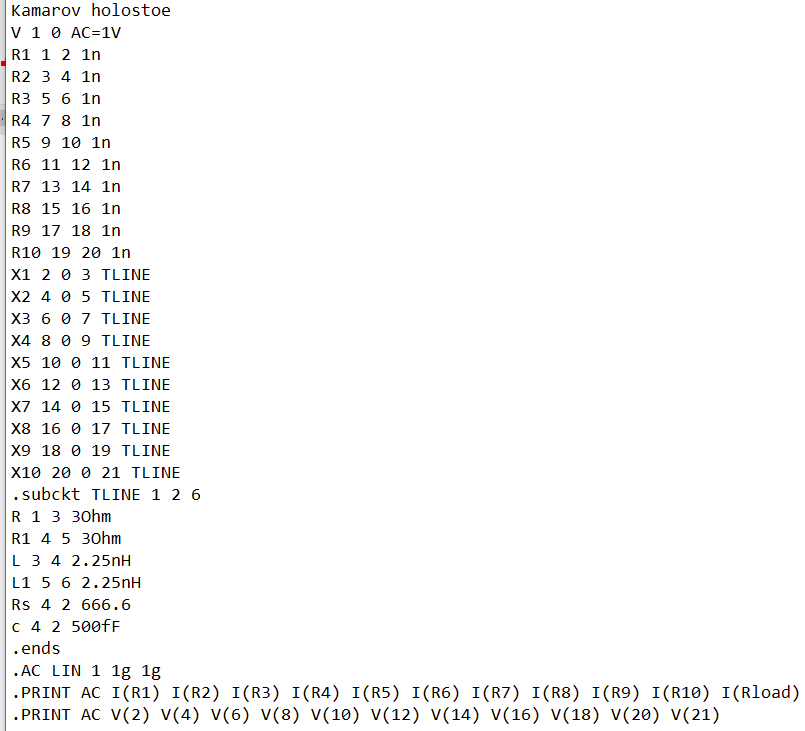 Kamarov holostoe
V 1 0 AC=1V
R1 1 2 1n
R2 3 4 1n
R3 5 6 1n
R4 7 8 1n
R5 9 10 1n
R6 11 12 1n
R7 13 14 1n
R8 15 16 1n
R9 17 18 1n
R10 19 20 1n
X1 2 0 3 TLINE
X2 4 0 5 TLINE
X3 6 0 7 TLINE
X4 8 0 9 TLINE
X5 10 0 11 TLINE
X6 12 0 13 TLINE
X7 14 0 15 TLINE
X8 16 0 17 TLINE
X9 18 0 19 TLINE
X10 20 0 21 TLINE
.subckt TLINE 1 2 6
R 1 3 3Ohm
R1 4 5 3Ohm
L 3 4 2.25nH
L1 5 6 2.25nH
Rs 4 2 666.6
c 4 2 500fF
.ends
.AC LIN 1 1g 1g
.PRINT AC I(R1) I(R2) I(R3) I(R4) I(R5) I(R6) I(R7) I(R8) I(R9) I(R10) I(Rload)
.PRINT AC V(2) V(4) V(6) V(8) V(10) V(12) V(14) V(16) V(18) V(20) V(21)